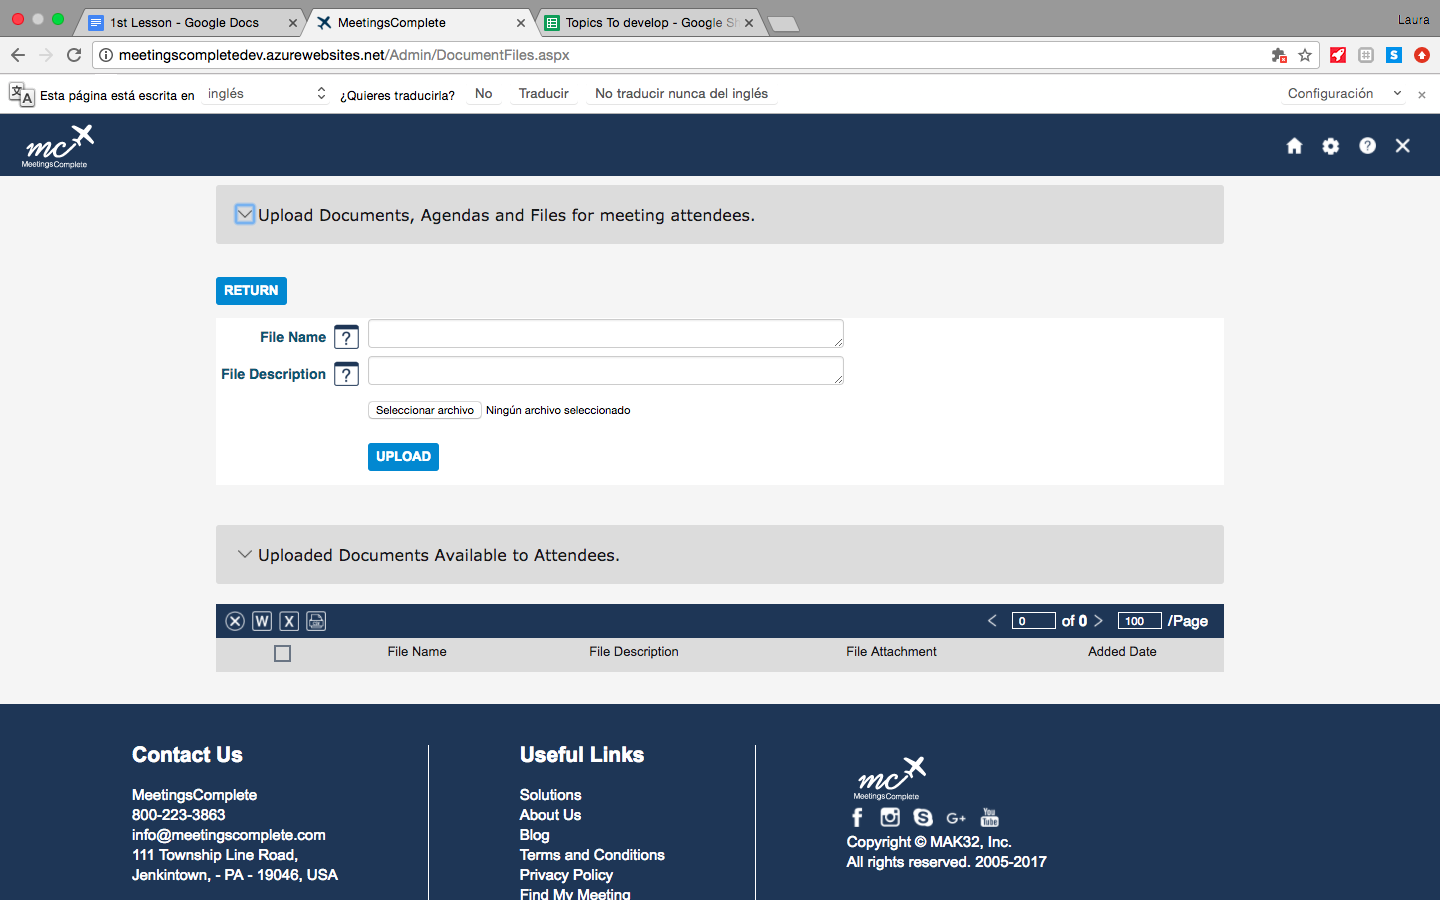 1st Lesson - Google Docs
MeetingsComplete
Topics To develop - Google Sh
Laura
meetingscompletedev.azurewebsites.net/Admin/DocumentFiles.aspx
Esta página está escrita en inglés ¿Quieres traducirla? No Traducir No traducir nunca del inglés Configuración
mc
MeetingsComplete
Upload Documents, Agendas and Files for meeting attendees.
RETURN
File Name ?
File Description ?
Seleccionar archivo Ningún archivo seleccionado
UPLOAD
Uploaded Documents Available to Attendees.
W X 0 of 0 100 /Page
File Name File Description File Attachment Added Date
Contact Us
MeetingsComplete
800-223-3863
info@meetingscomplete.com
111 Township Line Road,
Jenkintown, - PA - 19046, USA
Useful Links
Solutions
About Us
Blog
Terms and Conditions
Privacy Policy
Find My Meeting
mc
MeetingsComplete
f S G+ You Tube
Copyright © MAK32, Inc.
All rights reserved. 2005-2017